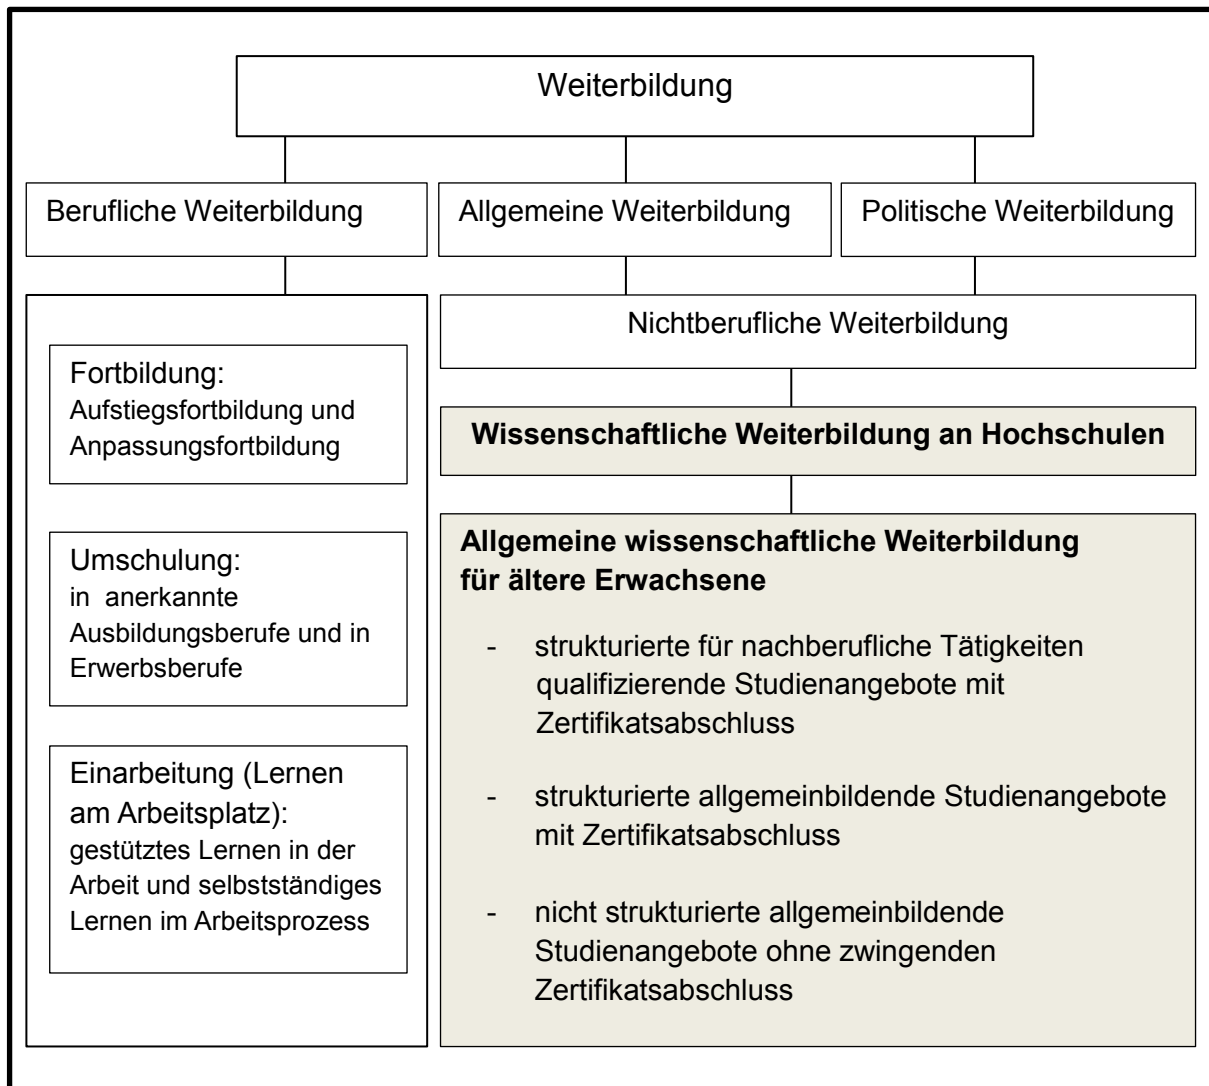 Weiterbildung
Berufliche Weiterbildung
Allgemeine Weiterbildung
Politische Weiterbildung
Fortbildung:
Aufstiegsfortbildung und
Anpassungsfortbildung
Umschulung:
in anerkannte
Ausbildungsberufe und in
Erwerbsberufe
Einarbeitung (Lernen
am Arbeitsplatz):
gestütztes Lernen in der
Arbeit und selbstständiges
Lernen im Arbeitsprozess
Nichtberufliche Weiterbildung
Wissenschaftliche Weiterbildung an Hochschulen
Allgemeine wissenschaftliche Weiterbildung
für ältere Erwachsene
- strukturierte für nachberufliche Tätigkeiten
qualifizierende Studienangebote mit
Zertifikatsabschluss
- strukturierte allgemeinbildende Studienangebote
mit Zertifikatsabschluss
- nicht strukturierte allgemeinbildende
Studienangebote ohne zwingenden
Zertifikatsabschluss